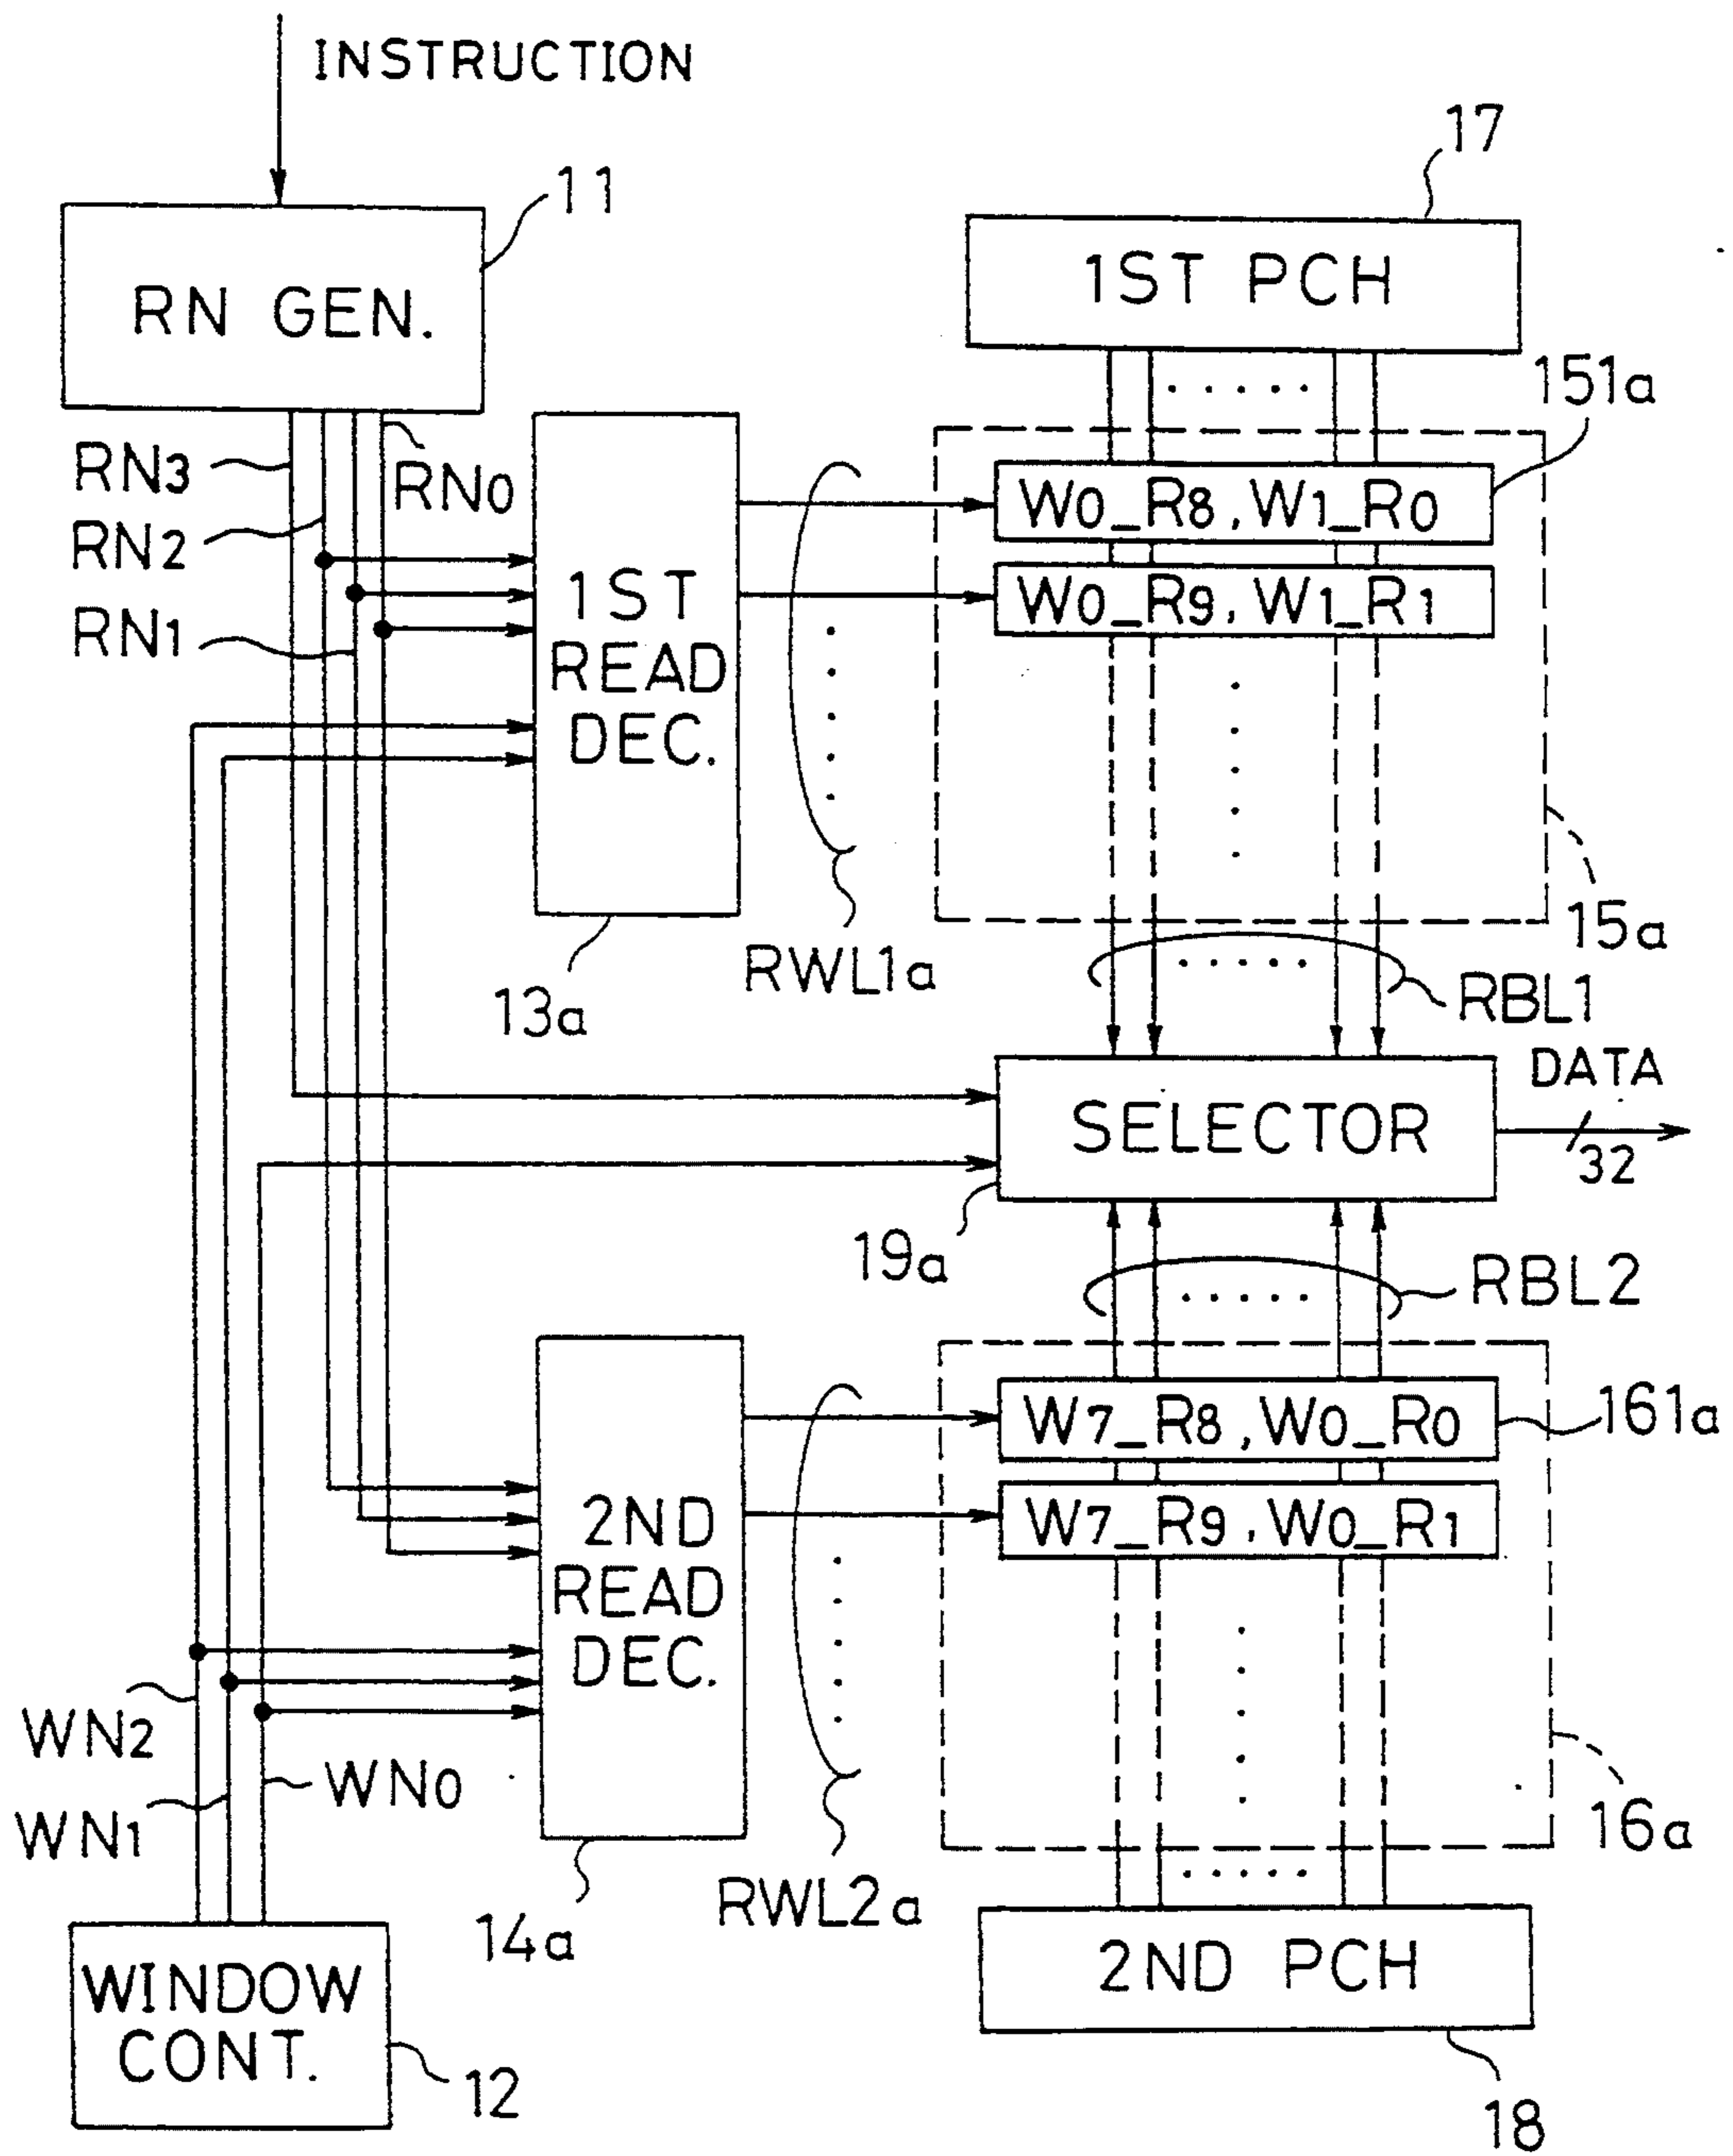 INSTRUCTION
17
11
RN GEN.
1ST PCH
151a
RN3
RN0
RN2
RN1
W0_R8, W1_R0
W0_R9, W1_R1
1ST
READ
DEC.
15a
RWL1a
13a
RBL1
DATA
SELECTOR
32
19a
RBL2
W7_R8, W0_R0
161a
W7_R9, W0_R1
2ND
READ
DEC.
WN2
WN0
WN1
16a
RWL2a
14a
2ND PCH
WINDOW
CONT.
12
18